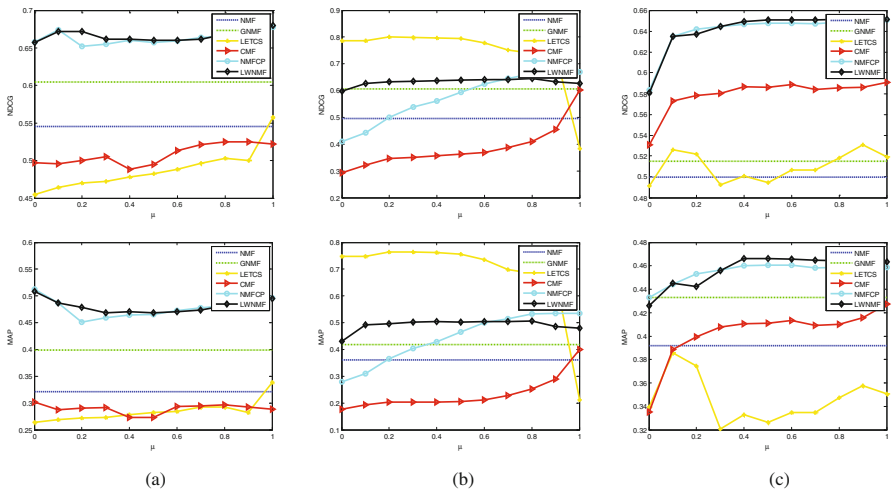 0.7
0.65
0.6
0.55
0.5
0.45
0 0.2 0.4 0.6 0.8 1
NDCG
μ
NMF
GNMF
LETCS
CMF
NMFCP
LWNMF
0.9
0.8
0.7
0.6
0.5
0.4
0.3
0.2
0 0.2 0.4 0.6 0.8 1
NDCG
μ
NMF
GNMF
LETCS
CMF
NMFCP
LWNMF
0.66
0.64
0.62
0.6
0.58
0.56
0.54
0.52
0.5
0.48
0 0.2 0.4 0.6 0.8 1
NDCG
μ
NMF
GNMF
LETCS
CMF
NMFCP
LWNMF
0.6
0.55
0.5
0.45
0.4
0.35
0.3
0.25
0 0.2 0.4 0.6 0.8 1
MAP
μ
NMF
GNMF
LETCS
CMF
NMFCP
LWNMF
0.8
0.7
0.6
0.5
0.4
0.3
0.2
0.1
0 0.2 0.4 0.6 0.8 1
MAP
μ
NMF
GNMF
LETCS
CMF
NMFCP
LWNMF
0.48
0.46
0.44
0.42
0.4
0.38
0.36
0.34
0.32
0 0.2 0.4 0.6 0.8 1
MAP
μ
NMF
GNMF
LETCS
CMF
NMFCP
LWNMF
(a) (b) (c)